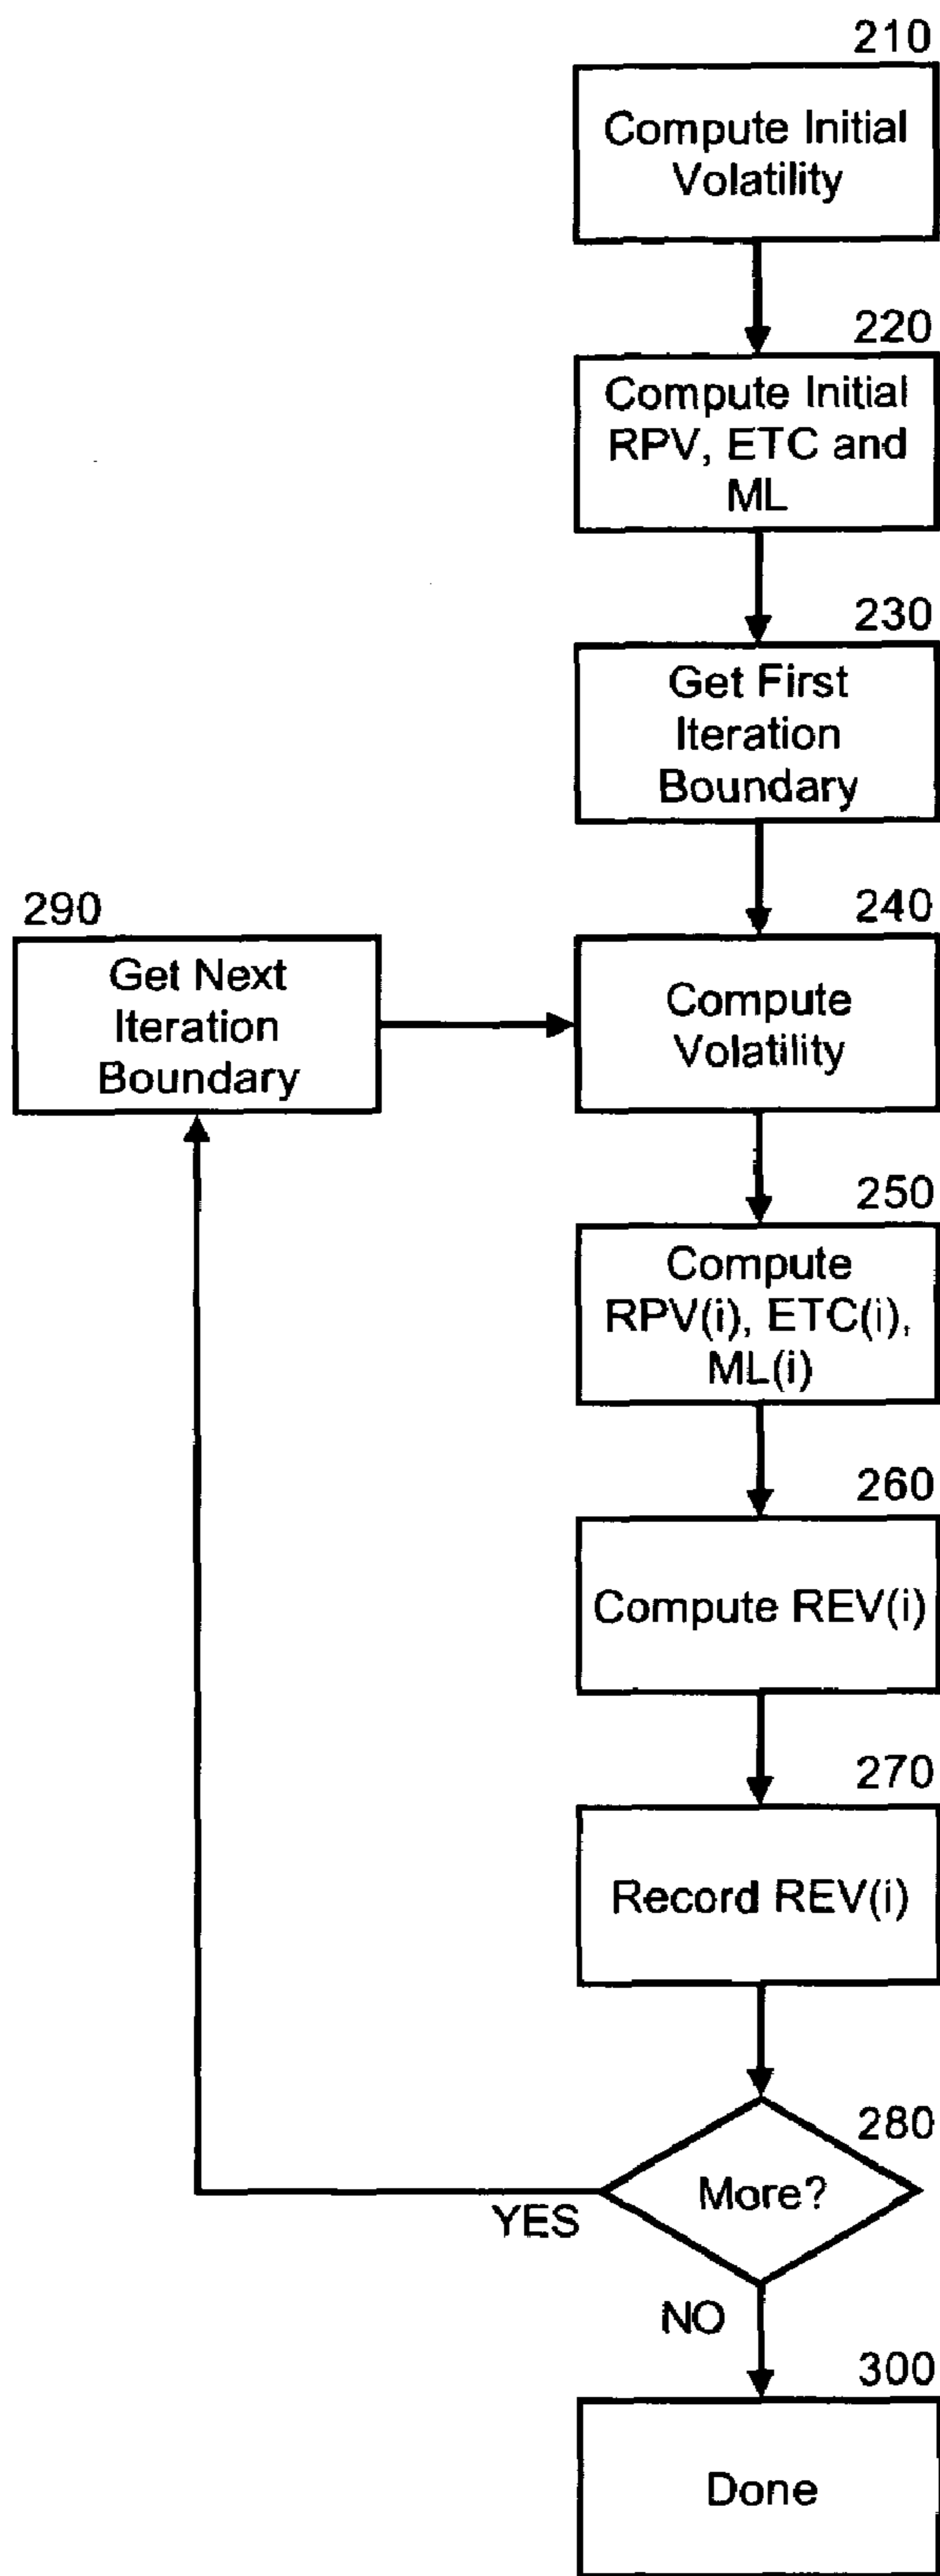 210
Compute Initial
Volatility
220
Compute Initial
RPV, ETC and
ML
230
Get First
Iteration
Boundary
290
Get Next
Iteration
Boundary
240
Compute
Volatility
250
Compute
RPV(i), ETC(i),
ML(i)
260
Compute REV(i)
270
Record REV(i)
280
More?
YES
NO
300
Done